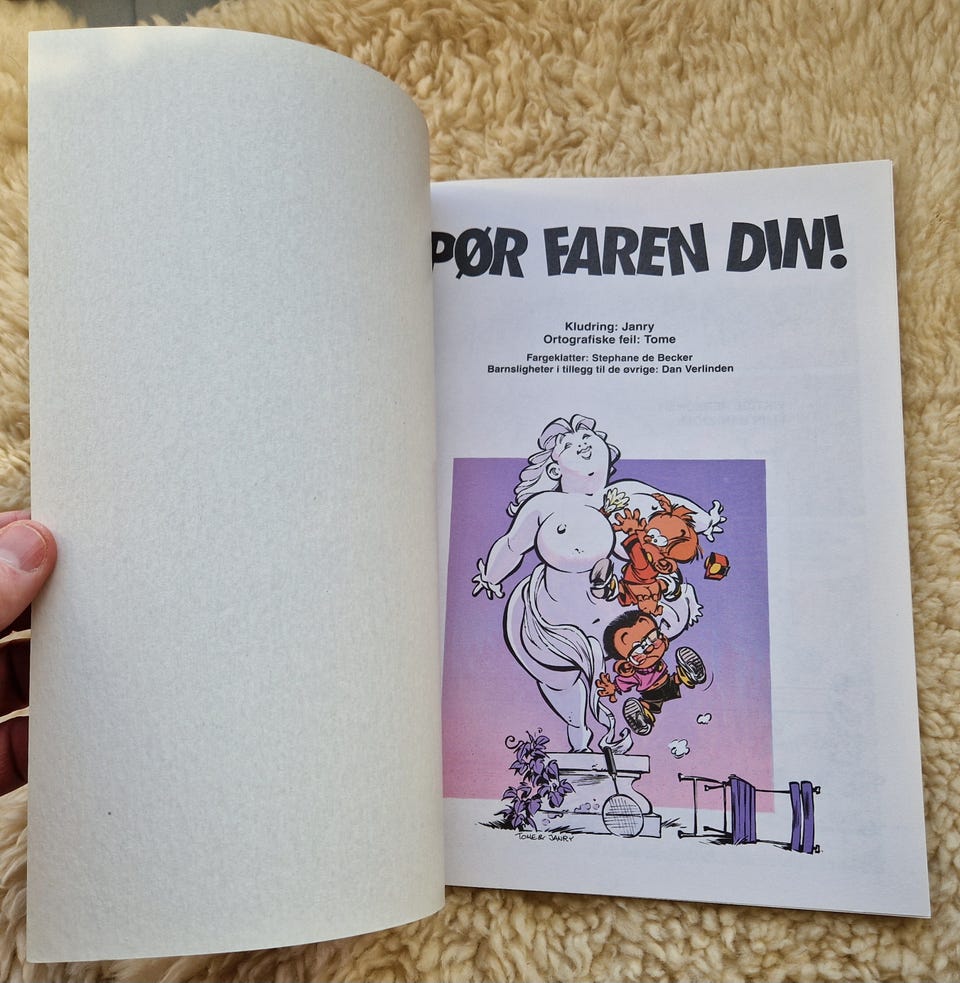 PØR FAREN DIN!
Kludring: Janry
Ortografiske feil: Tome
Fargeklatter: Stephane de Becker
Barnsligheter i tillegg til de øvrige: Dan Verlinden
TOME & JANRY